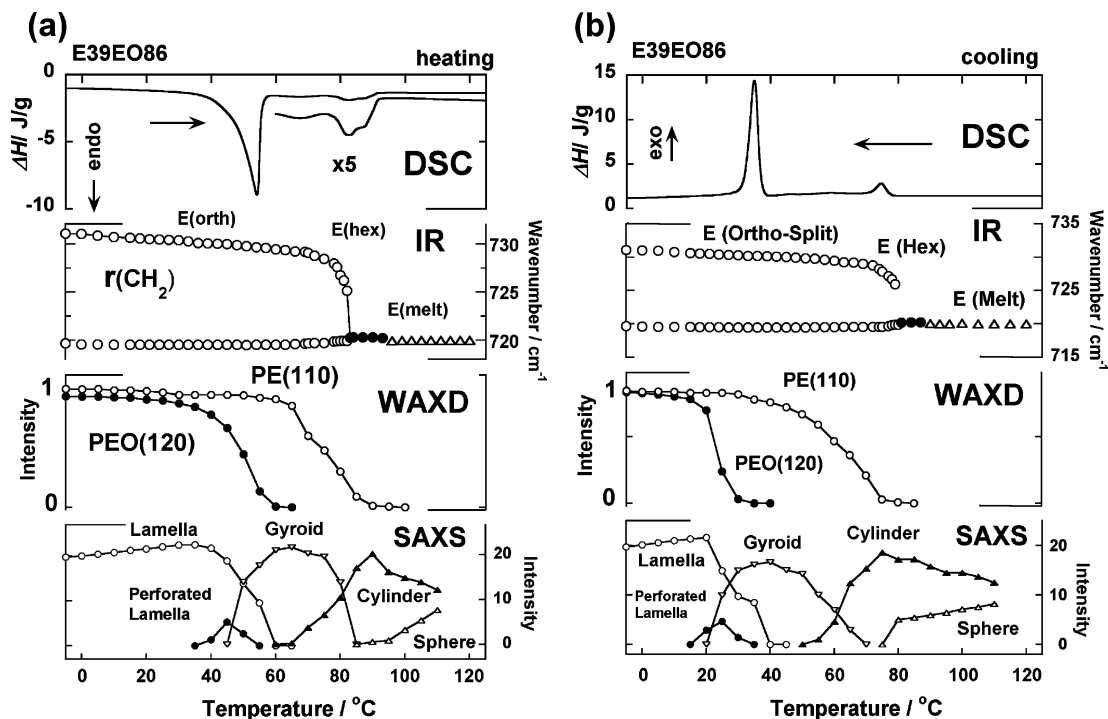 (a)
E39EO86
heating
0
-5
-10
ΔH/ J/g
endo
x5
DSC
E(orth)
E(hex)
IR
r(CH2)
E(melt)
730
725
720
Wavenumber / cm-1
PE(110)
WAXD
PEO(120)
1
0
Intensity
Lamella
Gyroid
SAXS
Perforated
Lamella
Cylinder
Sphere
20
10
0
Intensity
0
20
40
60
80
100
120
Temperature / °C
(b)
E39EO86
cooling
15
10
5
0
ΔH/ J/g
exo
DSC
E (Ortho-Split)
E (Hex)
IR
E (Melt)
735
725
715
Wavenumber / cm-1
PE(110)
WAXD
PEO(120)
1
0
Intensity
Lamella
Gyroid
Cylinder
SAXS
Perforated
Lamella
Sphere
20
10
0
Intensity
0
20
40
60
80
100
120
Temperature / °C